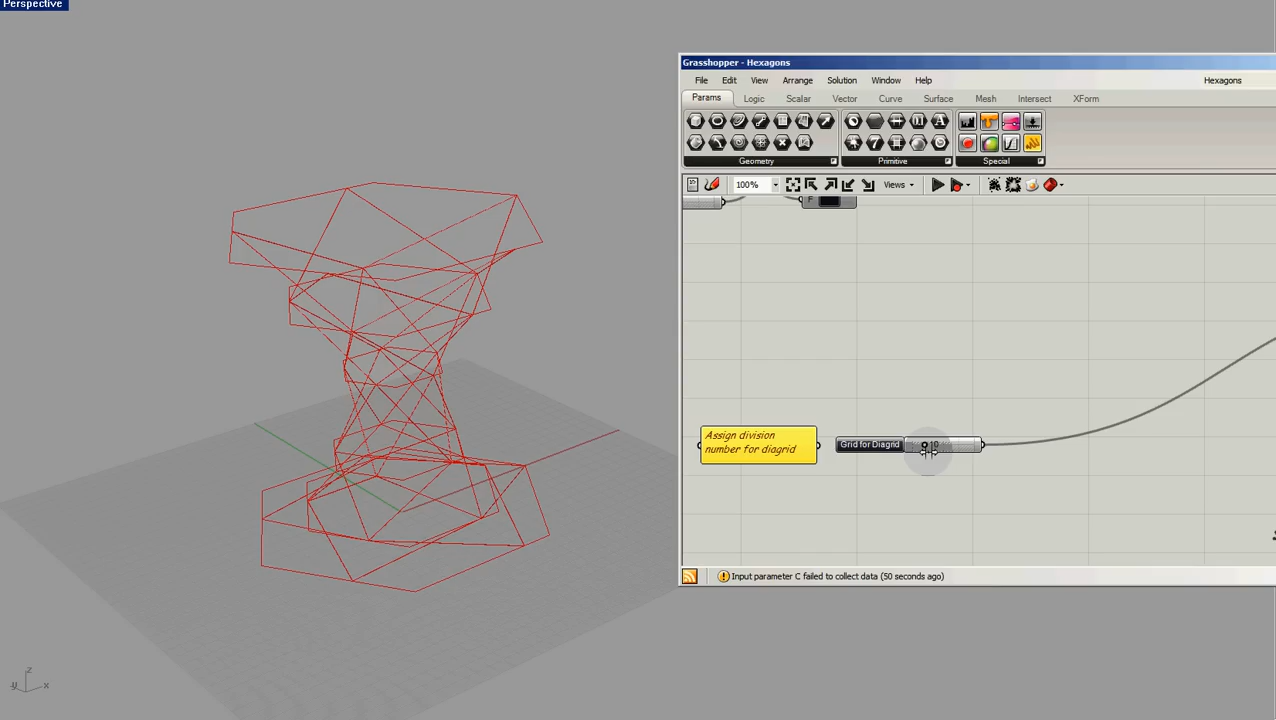 Perspective
Grasshopper - Hexagons
File Edit View Arrange Solution Window Help Hexagons
Params Logic Scalar Vector Curve Surface Mesh Intersect XForm
Geometry Primitive Special
100% Views
F
Assign division
number for diagrid
Grid for Diagrid 10
Input parameter C failed to collect data (50 seconds ago)
z
y x